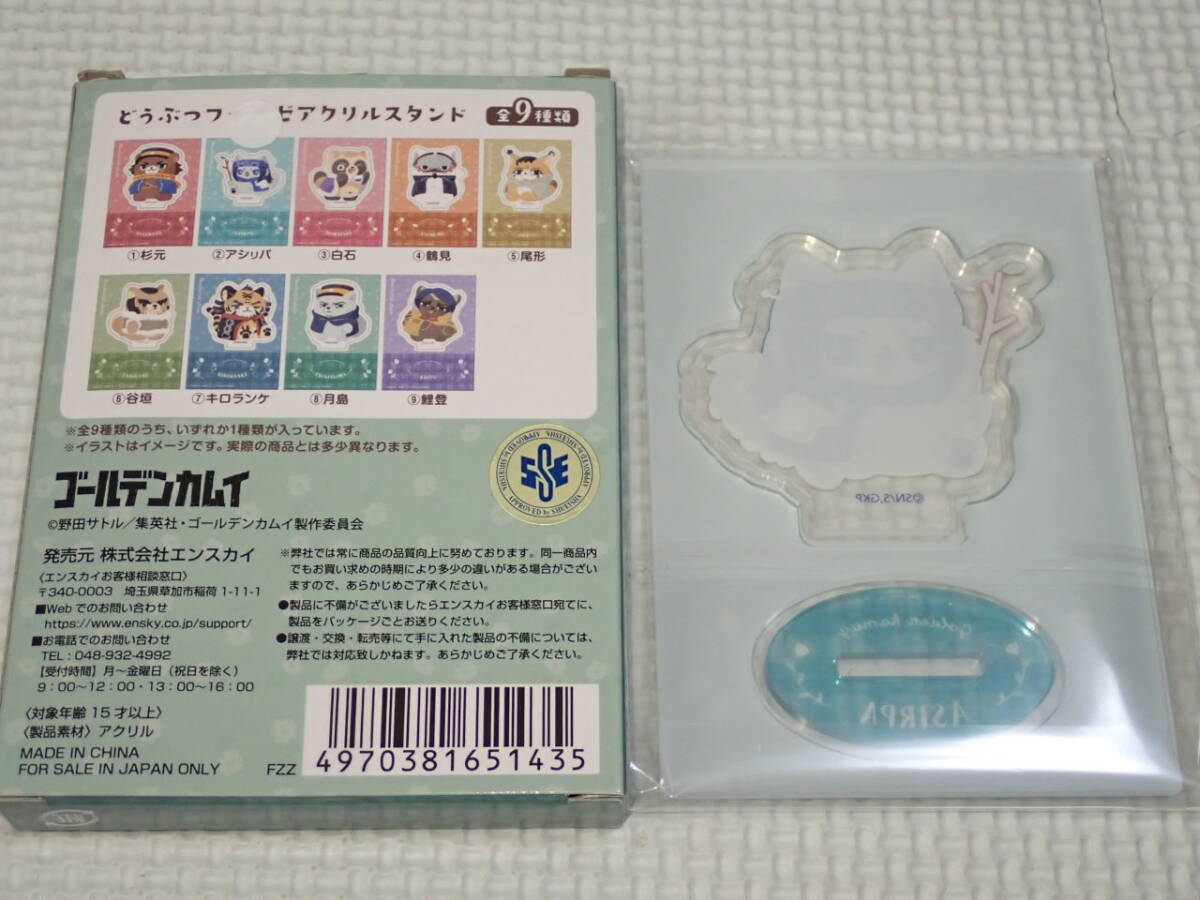 どうぶつフ
ゼアクリルスタンド
全9種類
①杉元
②アシㇼパ
③白石
④鶴見
⑤尾形
⑥谷垣
⑦キロランケ
⑧月島
⑨鯉登
※全9種類のうち、いずれか1種類が入っています。
※イラストはイメージです。実際の商品とは多少異なります。
APPROVED by SHUEISHA
ゴールデンカムイ
©野田サトル／集英社・ゴールデンカムイ製作委員会
発売元 株式会社エンスカイ
〈エンスカイお客様相談窓口〉
〒340-0003 埼玉県草加市稲荷 1-11-1
■Web でのお問い合わせ
https://www.ensky.co.jp/support/
■お電話でのお問い合わせ
TEL：048-932-4992
【受付時間】月～金曜日（祝日を除く）
9：00～12：00・13：00～16：00
〈対象年齢 15才以上〉
〈製品素材〉アクリル
MADE IN CHINA
FOR SALE IN JAPAN ONLY
※弊社では常に商品の品質向上に努めております。同一商品内
でもお買い求めの時期により多少の違いがある場合がござい
ますので、あらかじめご了承ください。
●製品に不備がございましたらエンスカイお客様窓口宛てに、
製品をパッケージごとお送りください。
●譲渡・交換・転売等にて手に入れた製品の不備については、
弊社では対応致しかねます。あらかじめご了承ください。
FZZ
4970381651435
©SN/S,GKP
Golden kamuy
ASIRPA